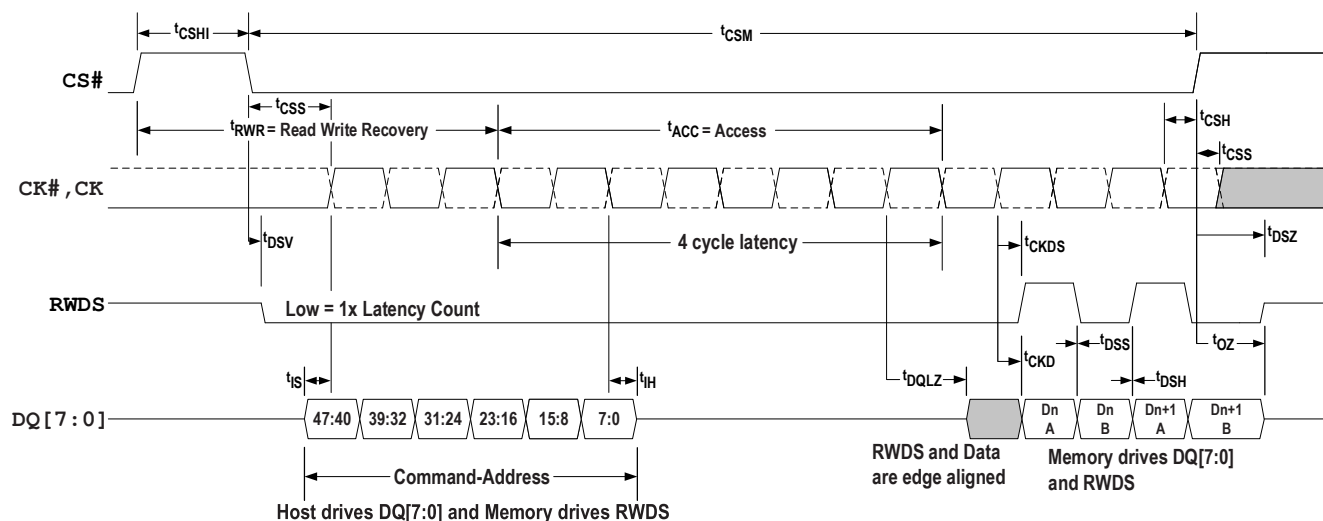 tCSHI
tCSM
CS#
tCSS
tRWR = Read Write Recovery
tACC = Access
tCSH
tCSS
CK#,CK
tDSV
4 cycle latency
tCKDS
tDSZ
RWDS
Low = 1x Latency Count
tDSS
tOZ
tCKD
tIS
tIH
tDQLZ
tDSH
DQ[7:0]
47:40 39:32 31:24 23:16 15:8 7:0
Dn A
Dn B
Dn+1 A
Dn+1 B
Command-Address
RWDS and Data
are edge aligned
Memory drives DQ[7:0]
and RWDS
Host drives DQ[7:0] and Memory drives RWDS